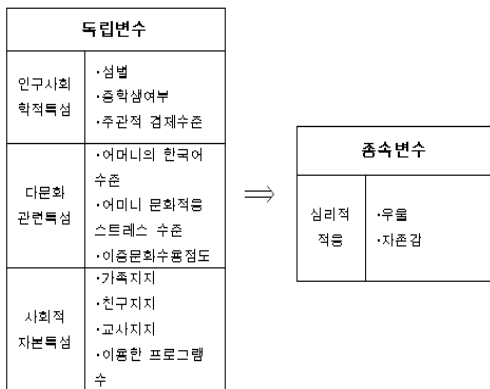 독립변수
인구사회
학적특성
·성별
·중학생여부
·주관적 경제수준
다문화
관련특성
·어머니의 한국어
수준
·어머니 문화적응
스트레스 수준
·이중문화수용정도
사회적
자본특성
·가족지지
·친구지지
·교사지지
·이용한 프로그램
수
⇒
종속변수
심리적
적응
·우울
·자존감